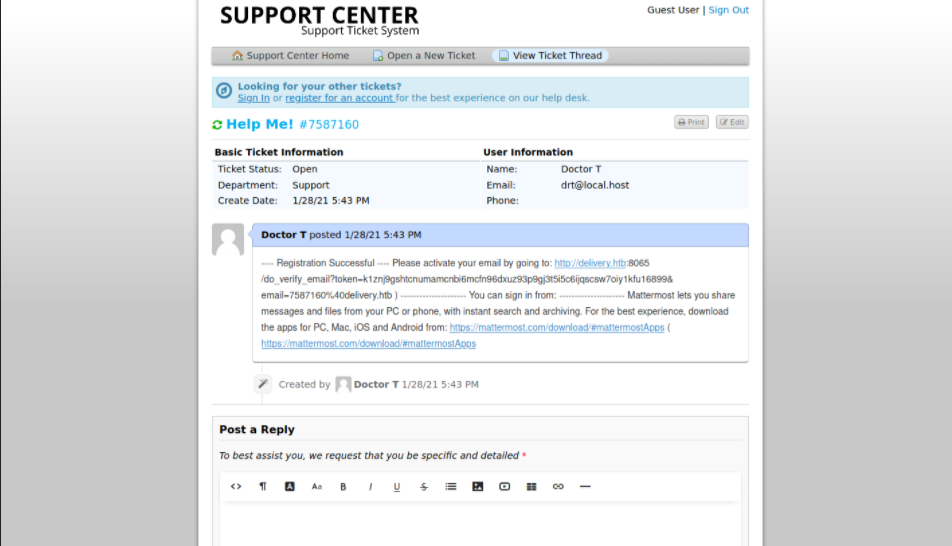 SUPPORT CENTER
Support Ticket System
Guest User | Sign Out
Support Center Home
Open a New Ticket
View Ticket Thread
Looking for your other tickets?
Sign In or register for an account for the best experience on our help desk.
Help Me! #7587160
Print
Edit
Basic Ticket Information
Ticket Status: Open
Department: Support
Create Date: 1/28/21 5:43 PM
User Information
Name: Doctor T
Email: drt@local.host
Phone:
Doctor T posted 1/28/21 5:43 PM
---- Registration Successful ---- Please activate your email by going to: http://delivery.htb:8065
/do_verify_email?token=k1znj9gshtcnumamcnbi6mcfn96dxuz93p9gj3t5i5c6ijqscsw7oiy1kfu16899&
email=7587160%40delivery.htb ) --------------------- You can sign in from: --------------------- Mattermost lets you share
messages and files from your PC or phone, with instant search and archiving. For the best experience, download
the apps for PC, Mac, iOS and Android from: https://mattermost.com/download/#mattermostApps (
https://mattermost.com/download/#mattermostApps
Created by Doctor T 1/28/21 5:43 PM
Post a Reply
To best assist you, we request that you be specific and detailed *
<> ¶ A Aa B I U S